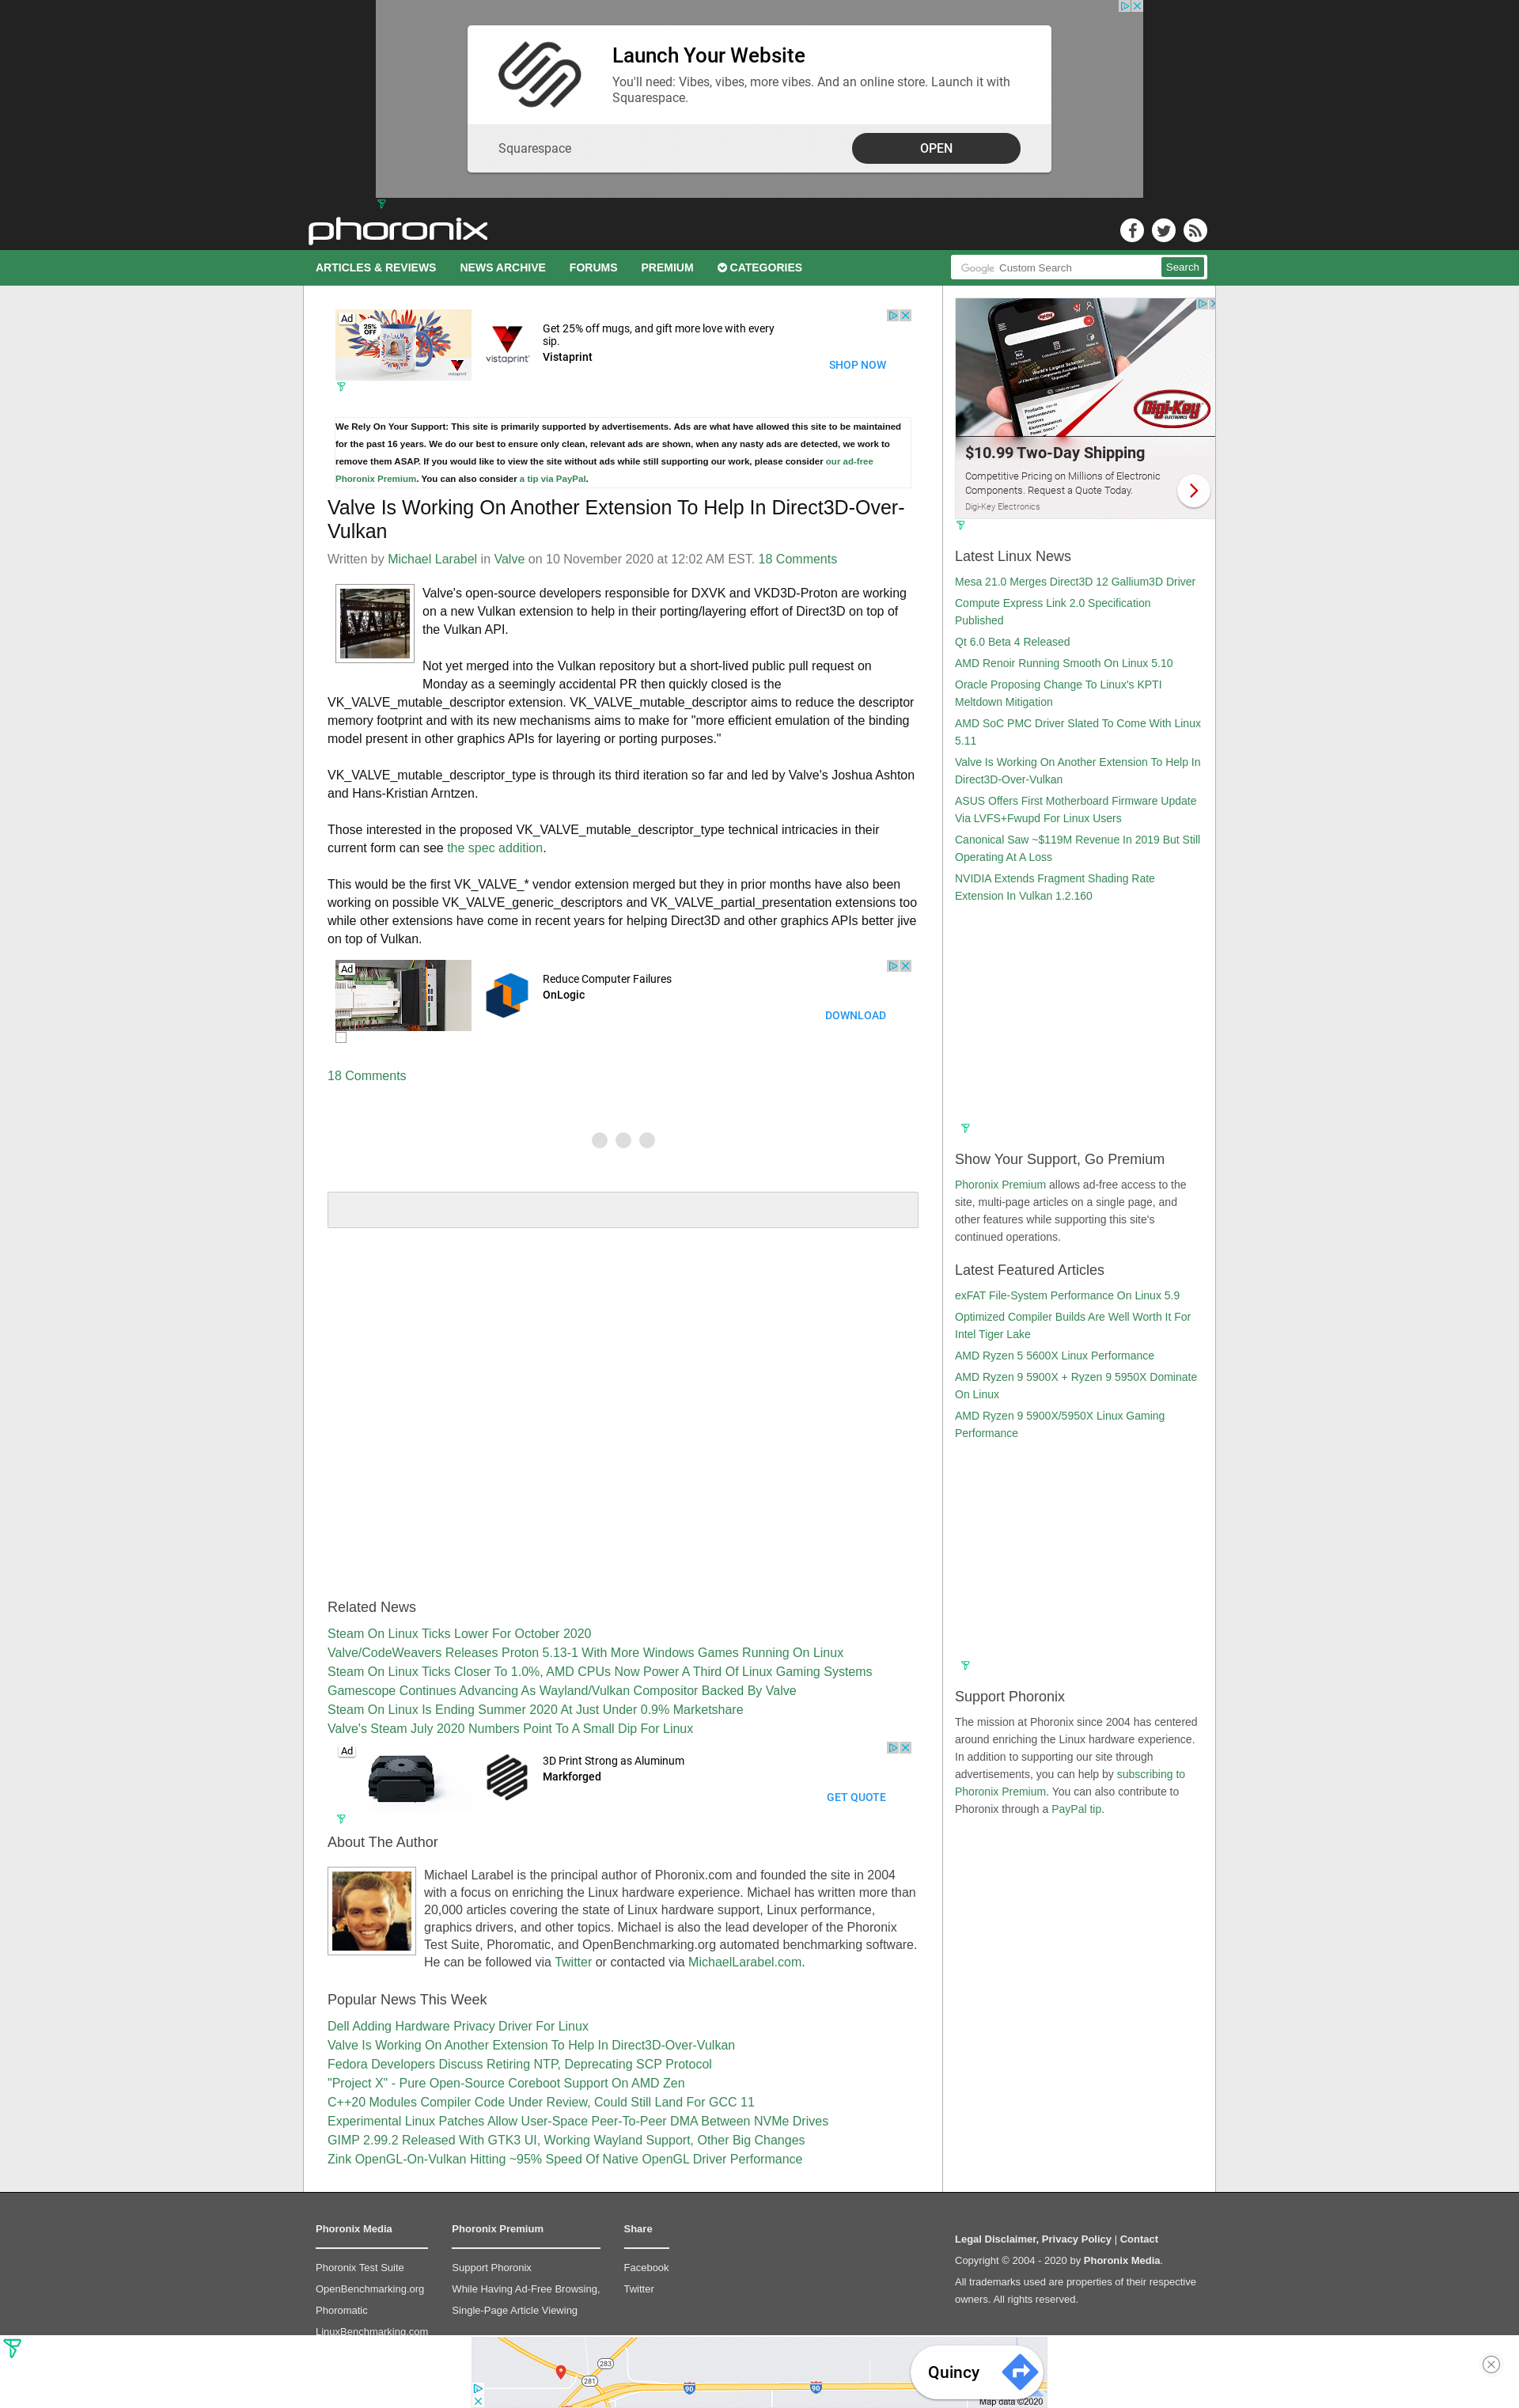 Launch Your Website
You'll need: Vibes, vibes, more vibes. And an online store. Launch it with
Squarespace.
Squarespace
OPEN
phoronix
ARTICLES & REVIEWS
NEWS ARCHIVE
FORUMS
PREMIUM
CATEGORIES
Google Custom Search
Search
Ad
25%
OFF
vistaprint
vistaprint
Get 25% off mugs, and gift more love with every
sip.
Vistaprint
SHOP NOW
We Rely On Your Support: This site is primarily supported by advertisements. Ads are what have allowed this site to be maintained
for the past 16 years. We do our best to ensure only clean, relevant ads are shown, when any nasty ads are detected, we work to
remove them ASAP. If you would like to view the site without ads while still supporting our work, please consider our ad-free
Phoronix Premium. You can also consider a tip via PayPal.
Valve Is Working On Another Extension To Help In Direct3D-Over-
Vulkan
Written by Michael Larabel in Valve on 10 November 2020 at 12:02 AM EST. 18 Comments
VALVE
Valve's open-source developers responsible for DXVK and VKD3D-Proton are working
on a new Vulkan extension to help in their porting/layering effort of Direct3D on top of
the Vulkan API.
Not yet merged into the Vulkan repository but a short-lived public pull request on
Monday as a seemingly accidental PR then quickly closed is the
VK_VALVE_mutable_descriptor extension. VK_VALVE_mutable_descriptor aims to reduce the descriptor
memory footprint and with its new mechanisms aims to make for "more efficient emulation of the binding
model present in other graphics APIs for layering or porting purposes."
VK_VALVE_mutable_descriptor_type is through its third iteration so far and led by Valve's Joshua Ashton
and Hans-Kristian Arntzen.
Those interested in the proposed VK_VALVE_mutable_descriptor_type technical intricacies in their
current form can see the spec addition.
This would be the first VK_VALVE_* vendor extension merged but they in prior months have also been
working on possible VK_VALVE_generic_descriptors and VK_VALVE_partial_presentation extensions too
while other extensions have come in recent years for helping Direct3D and other graphics APIs better jive
on top of Vulkan.
Ad
Reduce Computer Failures
OnLogic
DOWNLOAD
18 Comments
Related News
Steam On Linux Ticks Lower For October 2020
Valve/CodeWeavers Releases Proton 5.13-1 With More Windows Games Running On Linux
Steam On Linux Ticks Closer To 1.0%, AMD CPUs Now Power A Third Of Linux Gaming Systems
Gamescope Continues Advancing As Wayland/Vulkan Compositor Backed By Valve
Steam On Linux Is Ending Summer 2020 At Just Under 0.9% Marketshare
Valve's Steam July 2020 Numbers Point To A Small Dip For Linux
Ad
3D Print Strong as Aluminum
Markforged
GET QUOTE
About The Author
Michael Larabel is the principal author of Phoronix.com and founded the site in 2004
with a focus on enriching the Linux hardware experience. Michael has written more than
20,000 articles covering the state of Linux hardware support, Linux performance,
graphics drivers, and other topics. Michael is also the lead developer of the Phoronix
Test Suite, Phoromatic, and OpenBenchmarking.org automated benchmarking software.
He can be followed via Twitter or contacted via MichaelLarabel.com.
Popular News This Week
Dell Adding Hardware Privacy Driver For Linux
Valve Is Working On Another Extension To Help In Direct3D-Over-Vulkan
Fedora Developers Discuss Retiring NTP, Deprecating SCP Protocol
"Project X" - Pure Open-Source Coreboot Support On AMD Zen
C++20 Modules Compiler Code Under Review, Could Still Land For GCC 11
Experimental Linux Patches Allow User-Space Peer-To-Peer DMA Between NVMe Drives
GIMP 2.99.2 Released With GTK3 UI, Working Wayland Support, Other Big Changes
Zink OpenGL-On-Vulkan Hitting ~95% Speed Of Native OpenGL Driver Performance
Digi-Key
ELECTRONICS
$10.99 Two-Day Shipping
Competitive Pricing on Millions of Electronic
Components. Request a Quote Today.
Digi-Key Electronics
Latest Linux News
Mesa 21.0 Merges Direct3D 12 Gallium3D Driver
Compute Express Link 2.0 Specification
Published
Qt 6.0 Beta 4 Released
AMD Renoir Running Smooth On Linux 5.10
Oracle Proposing Change To Linux's KPTI
Meltdown Mitigation
AMD SoC PMC Driver Slated To Come With Linux
5.11
Valve Is Working On Another Extension To Help In
Direct3D-Over-Vulkan
ASUS Offers First Motherboard Firmware Update
Via LVFS+Fwupd For Linux Users
Canonical Saw ~$119M Revenue In 2019 But Still
Operating At A Loss
NVIDIA Extends Fragment Shading Rate
Extension In Vulkan 1.2.160
Show Your Support, Go Premium
Phoronix Premium allows ad-free access to the
site, multi-page articles on a single page, and
other features while supporting this site's
continued operations.
Latest Featured Articles
exFAT File-System Performance On Linux 5.9
Optimized Compiler Builds Are Well Worth It For
Intel Tiger Lake
AMD Ryzen 5 5600X Linux Performance
AMD Ryzen 9 5900X + Ryzen 9 5950X Dominate
On Linux
AMD Ryzen 9 5900X/5950X Linux Gaming
Performance
Support Phoronix
The mission at Phoronix since 2004 has centered
around enriching the Linux hardware experience.
In addition to supporting our site through
advertisements, you can help by subscribing to
Phoronix Premium. You can also contribute to
Phoronix through a PayPal tip.
Phoronix Media
Phoronix Test Suite
OpenBenchmarking.org
Phoromatic
LinuxBenchmarking.com
Phoronix Premium
Support Phoronix
While Having Ad-Free Browsing,
Single-Page Article Viewing
Share
Facebook
Twitter
Legal Disclaimer, Privacy Policy | Contact
Copyright © 2004 - 2020 by Phoronix Media.
All trademarks used are properties of their respective
owners. All rights reserved.
283
281
90
90
Quincy
Map data ©2020